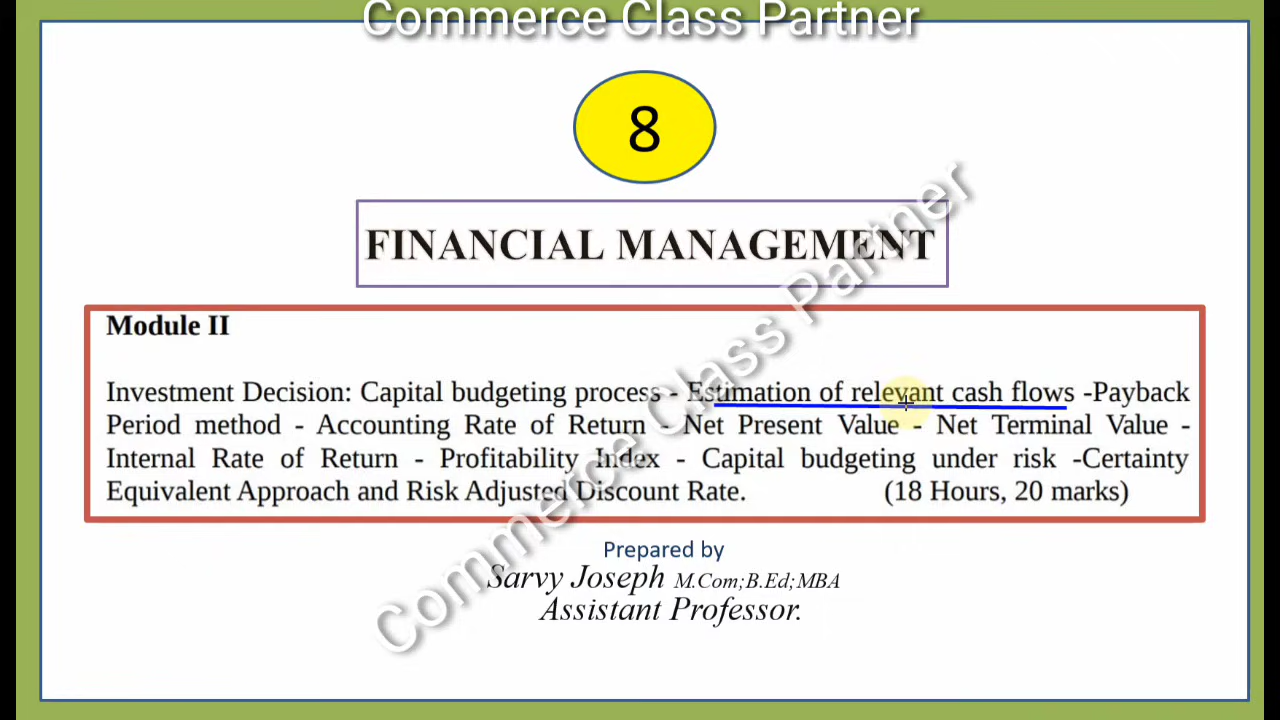 Commerce Class Partner
8
FINANCIAL MANAGEMENT
Module II
Investment Decision: Capital budgeting process - Estimation of relevant cash flows -Payback
Period method - Accounting Rate of Return - Net Present Value - Net Terminal Value -
Internal Rate of Return - Profitability Index - Capital budgeting under risk -Certainty
Equivalent Approach and Risk Adjusted Discount Rate. (18 Hours, 20 marks)
Prepared by
Sarvy Joseph M.Com;B.Ed;MBA
Assistant Professor.
Commerce Class Partner